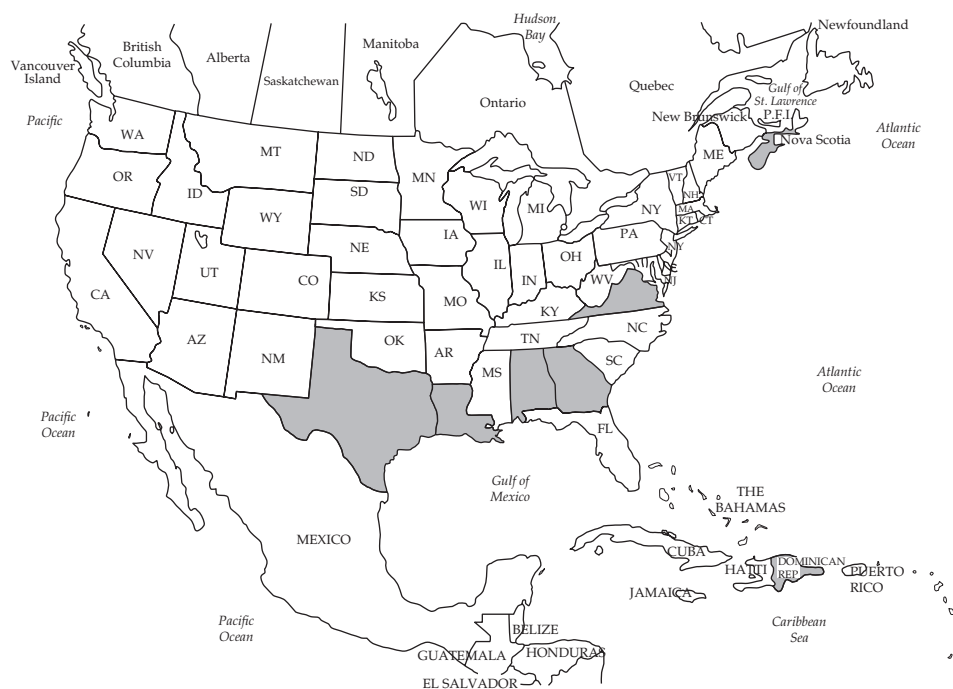 Hudson
Bay
Newfoundland
British
Columbia
Manitoba
Alberta
Vancouver
Island
Saskatchewan
Quebec
Gulf of
St. Lawrence
Ontario
New Brunswick
P.F.I
Pacific
Atlantic
Ocean
Nova Scotia
WA
MT
ND
ME
OR
ID
SD
MN
VT
NH
WY
WI
MI
NY
MA
KT
CT
NV
NE
IA
PA
NY
UT
CO
IL
IN
OH
WV
E
NJ
CA
KS
MO
KY
AZ
NM
OK
AR
TN
NC
MS
SC
Atlantic
Ocean
Pacific
Ocean
FL
Gulf of
Mexico
THE
BAHAMAS
MEXICO
CUBA
HAITI
DOMINICAN
REP
PUERTO
RICO
JAMAICA
Pacific
Ocean
Caribbean
Sea
BELIZE
GUATEMALA
HONDURAS
EL SALVADOR